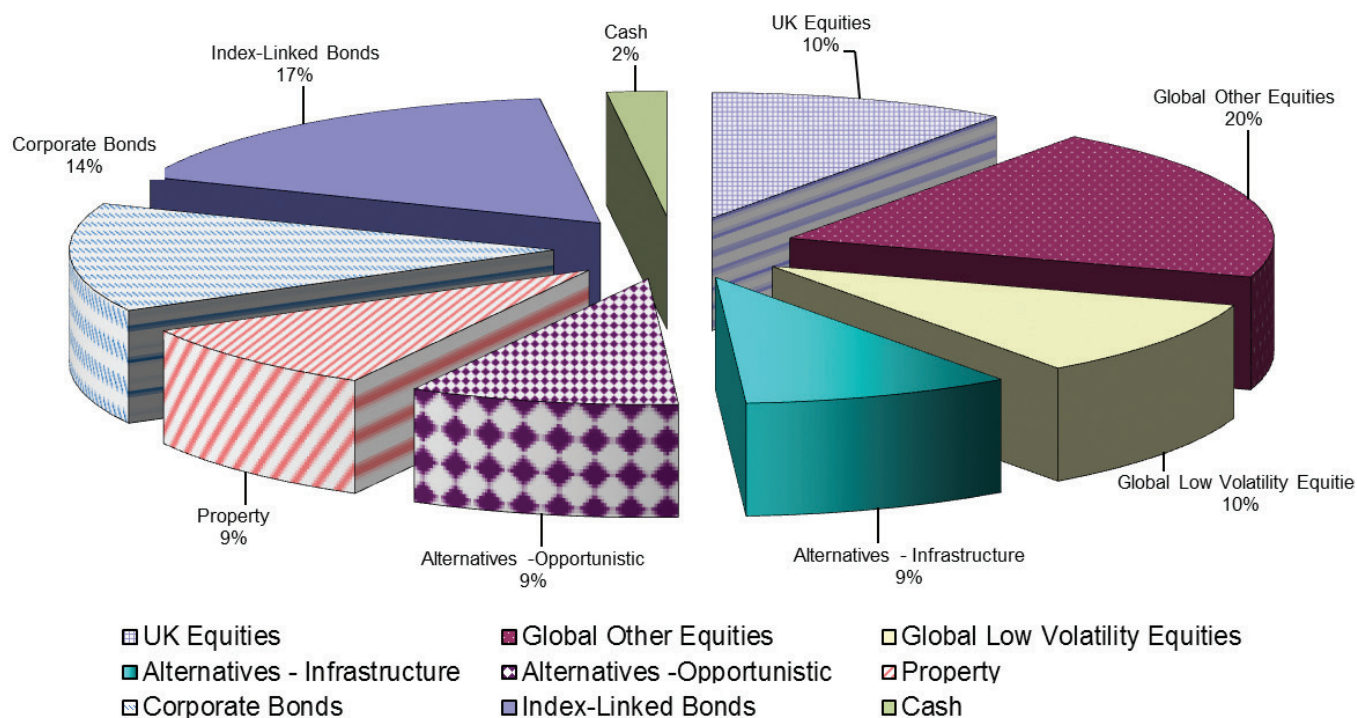 Cash
2%
UK Equities
10%
Index-Linked Bonds
17%
Global Other Equities
20%
Corporate Bonds
14%
Global Low Volatility Equities
10%
Property
9%
Alternatives -Opportunistic
9%
Alternatives - Infrastructure
9%
UK Equities
Global Other Equities
Global Low Volatility Equities
Alternatives - Infrastructure
Alternatives -Opportunistic
Property
Corporate Bonds
Index-Linked Bonds
Cash